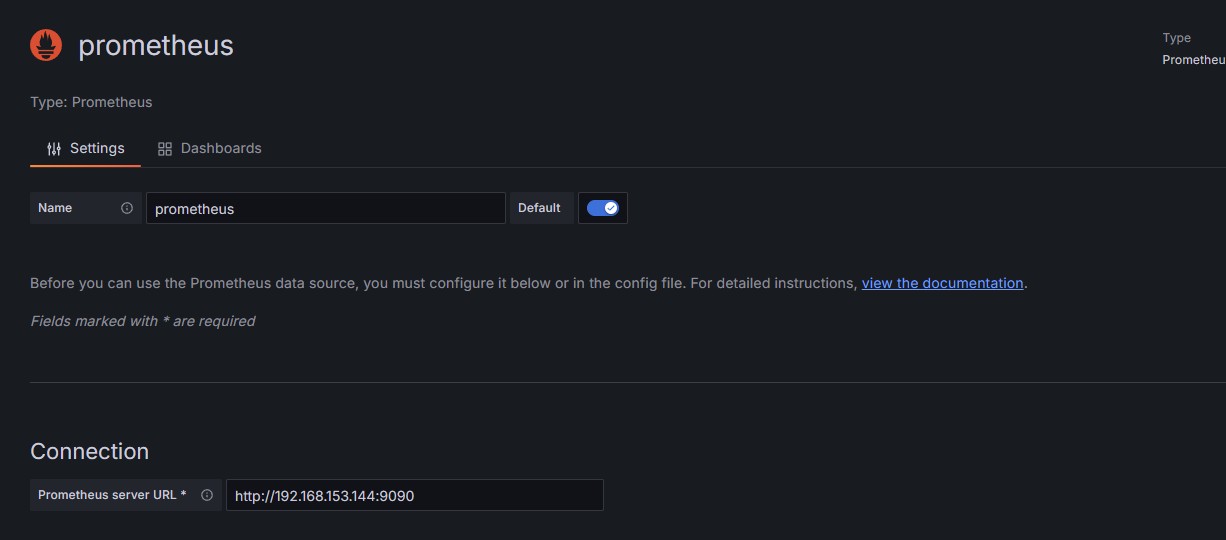 prometheus
Type
Prometheu
Type: Prometheus
Settings Dashboards
Name prometheus Default
Before you can use the Prometheus data source, you must configure it below or in the config file. For detailed instructions, view the documentation.
Fields marked with * are required
Connection
Prometheus server URL * http://192.168.153.144:9090